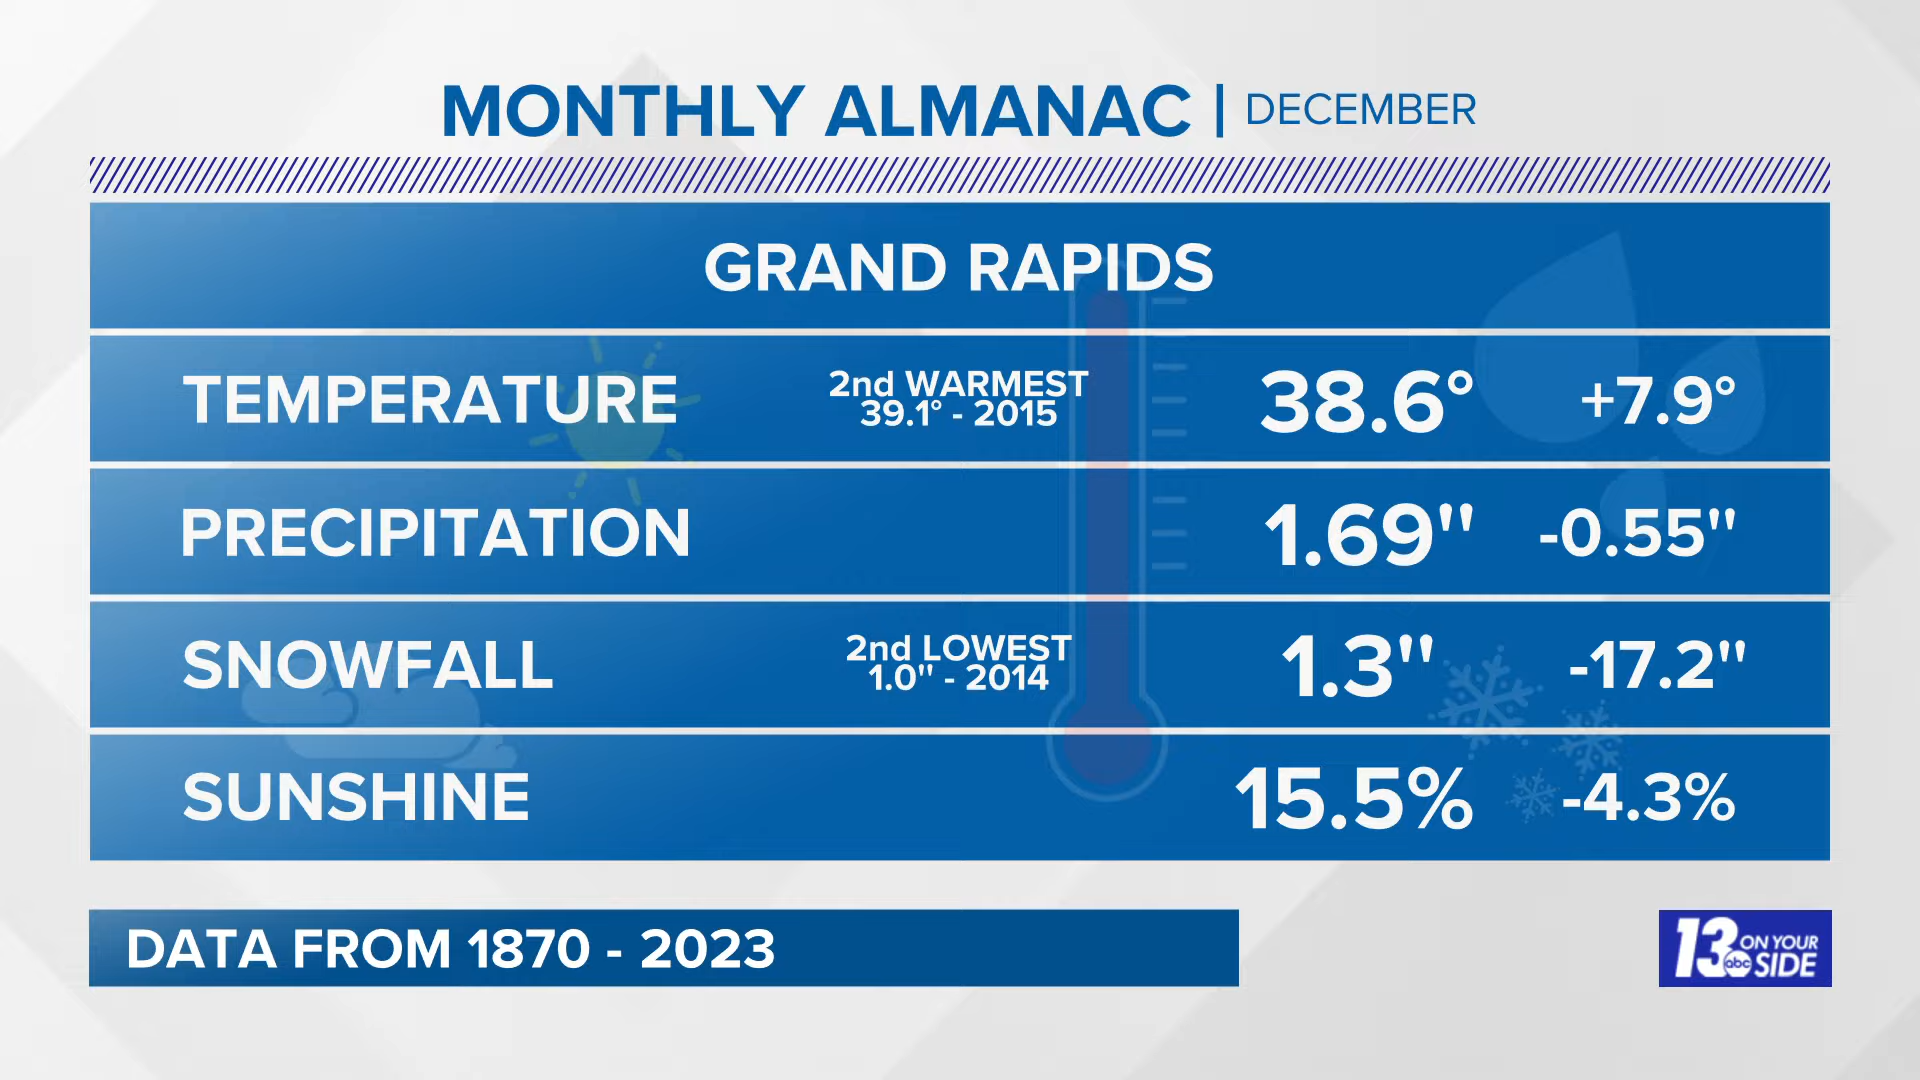 MONTHLY ALMANAC | DECEMBER
GRAND RAPIDS
TEMPERATURE 2nd WARMEST 38.6° +7.9°
39.1° - 2015
PRECIPITATION 1.69" -0.55"
SNOWFALL 2nd LOWEST 1.3" -17.2"
1.0" - 2014
SUNSHINE 15.5% -4.3%
DATA FROM 1870 - 2023
13 ON YOUR
abc SIDE